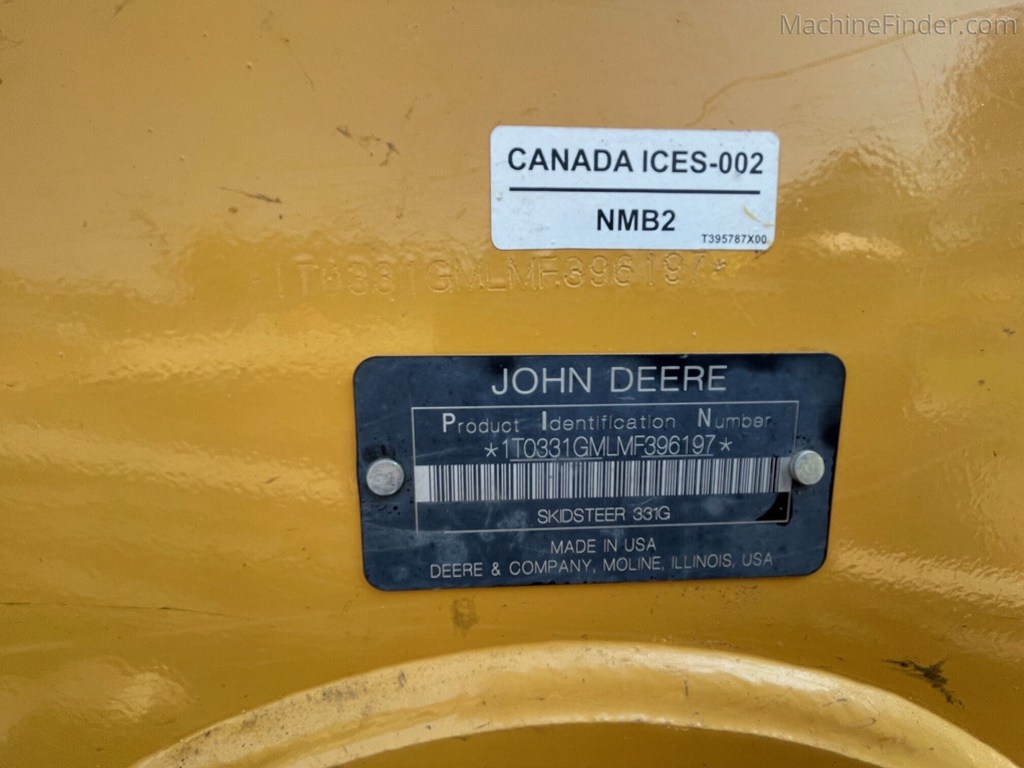 MachineFinder.com
CANADA ICES-002
NMB2
T395787X00
1T0331GMLMF396197*
JOHN DEERE
Product Identification Number
*1T0331GMLMF396197*
SKIDSTEER 331G
MADE IN USA
DEERE & COMPANY, MOLINE, ILLINOIS, USA